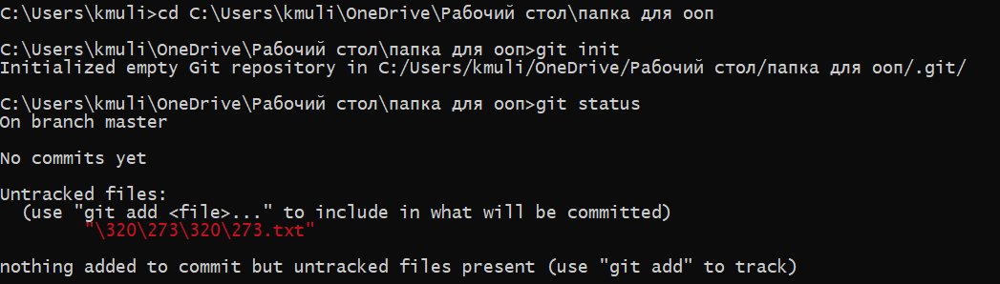 C:\Users\kmuli>cd C:\Users\kmuli\OneDrive\Рабочий стол\папка для ооп
C:\Users\kmuli\OneDrive\Рабочий стол\папка для ооп>git init
Initialized empty Git repository in C:/Users/kmuli/OneDrive/Рабочий стол/папка для ооп/.git/
C:\Users\kmuli\OneDrive\Рабочий стол\папка для ооп>git status
On branch master
No commits yet
Untracked files:
(use "git add <file>..." to include in what will be committed)
"\320\273\320\273.txt"
nothing added to commit but untracked files present (use "git add" to track)